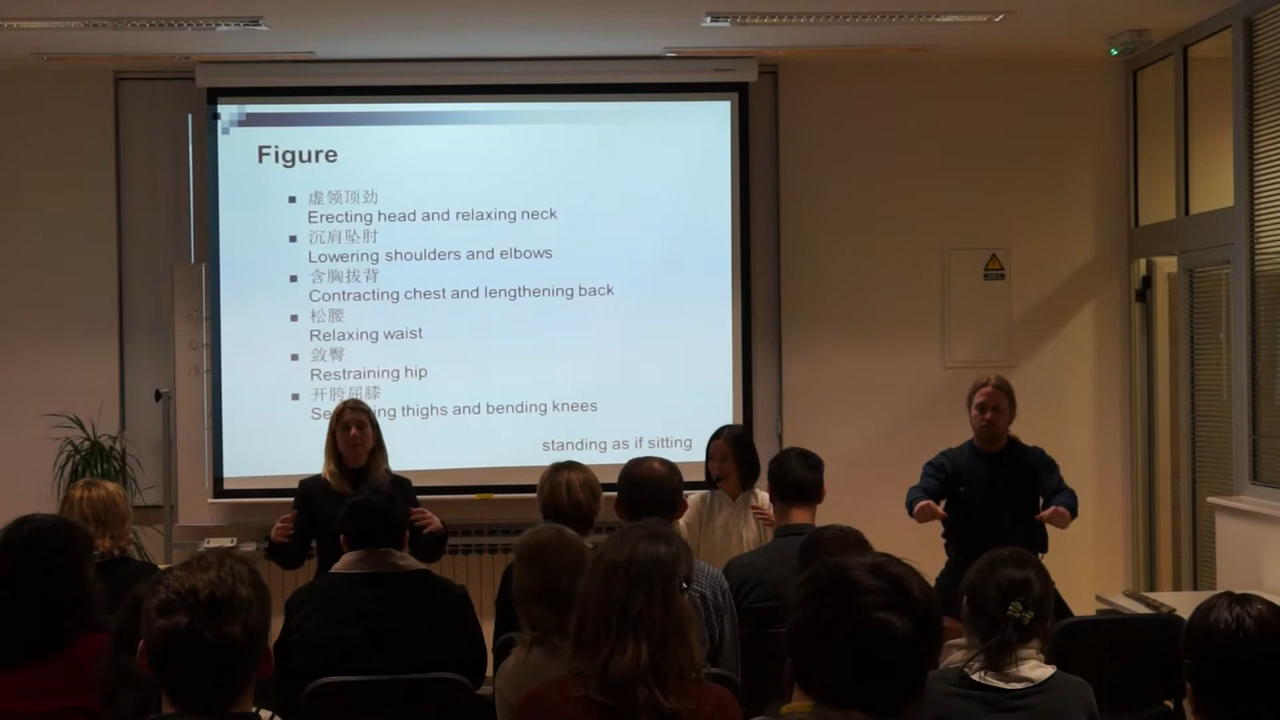 Figure
虚领顶劲
Erecting head and relaxing neck
沉肩坠肘
Lowering shoulders and elbows
含胸拔背
Contracting chest and lengthening back
松腰
Relaxing waist
敛臀
Restraining hip
开胯屈膝
thighs and bending knees
standing as if sitting